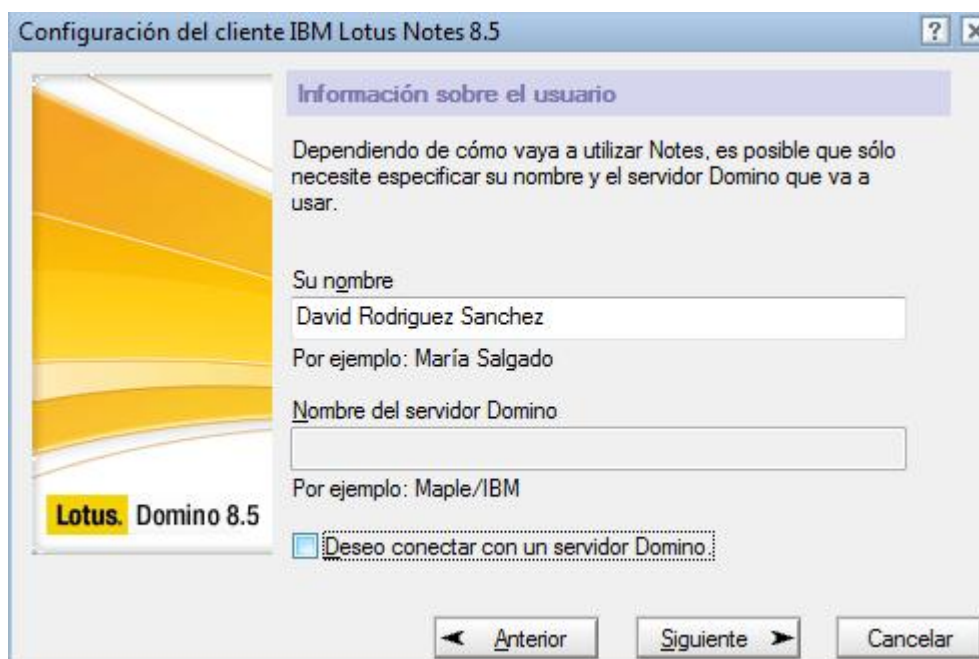 Configuración del cliente IBM Lotus Notes 8.5
?
Información sobre el usuario
Dependiendo de cómo vaya a utilizar Notes, es posible que sólo
necesite especificar su nombre y el servidor Domino que va a
usar.
Su nombre
David Rodriguez Sanchez
Por ejemplo: María Salgado
Nombre del servidor Domino
Por ejemplo: Maple/IBM
Lotus. Domino 8.5
Deseo conectar con un servidor Domino.
Anterior Siguiente Cancelar